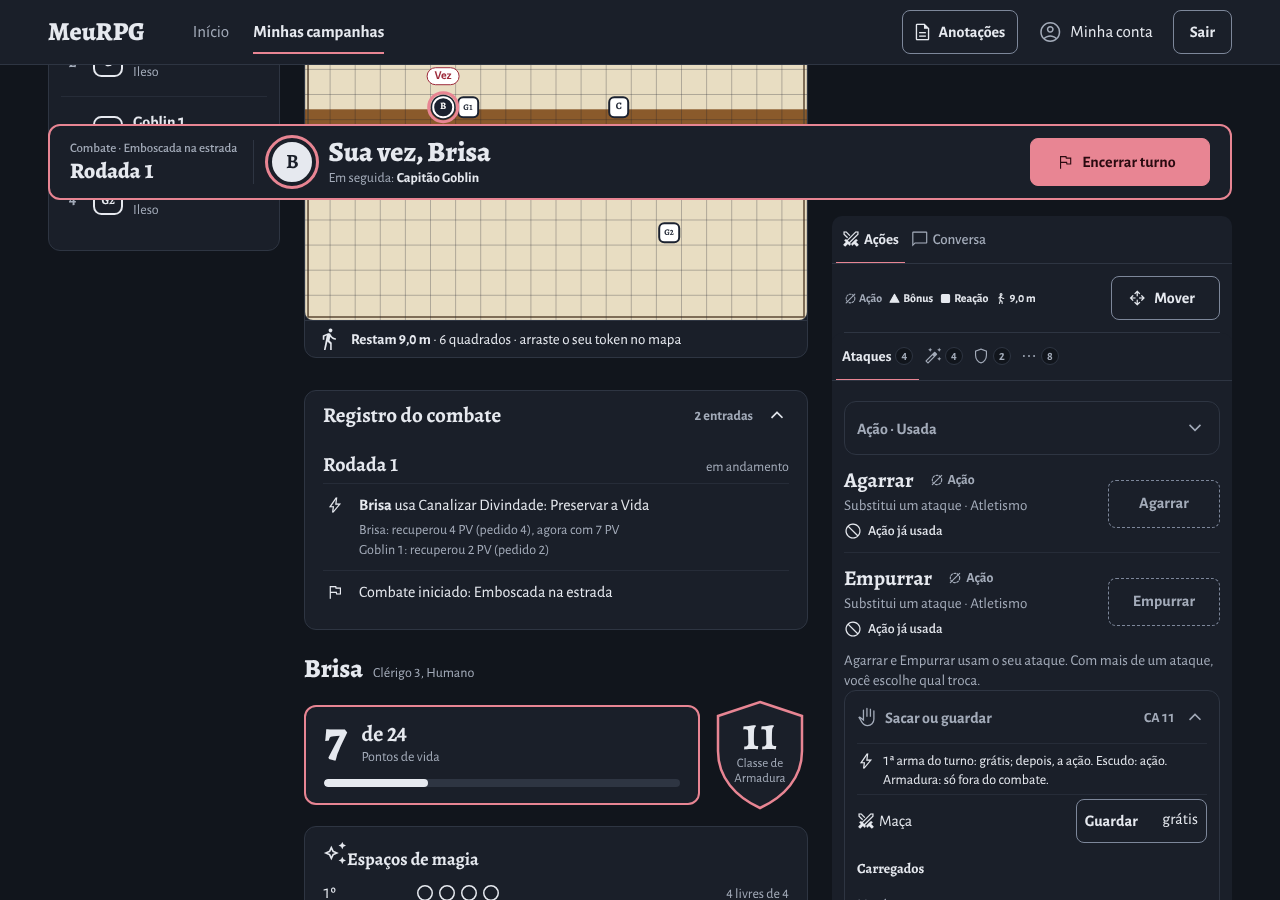 MeuRPG
Início
Minhas campanhas
Anotações
Minha conta
Sair
Ileso
Goblin 1
Vez
B
G1
C
Combate · Emboscada na estrada
Rodada 1
B
Sua vez, Brisa
Em seguida: Capitão Goblin
Encerrar turno
4
G2
Ileso
G2
Restam 9,0 m · 6 quadrados · arraste o seu token no mapa
Registro do combate
2 entradas
Rodada 1
em andamento
Brisa usa Canalizar Divindade: Preservar a Vida
Brisa: recuperou 4 PV (pedido 4), agora com 7 PV
Goblin 1: recuperou 2 PV (pedido 2)
Combate iniciado: Emboscada na estrada
Brisa
Clérigo 3, Humano
7
de 24
Pontos de vida
11
Classe de
Armadura
Espaços de magia
1º
4 livres de 4
Ações
Conversa
Ação
Bônus
Reação
9,0 m
Mover
Ataques 4
4
2
8
Ação · Usada
Agarrar
Ação
Substitui um ataque · Atletismo
Ação já usada
Agarrar
Empurrar
Ação
Substitui um ataque · Atletismo
Ação já usada
Empurrar
Agarrar e Empurrar usam o seu ataque. Com mais de um ataque,
você escolhe qual troca.
Sacar ou guardar
CA 11
1ª arma do turno: grátis; depois, a ação. Escudo: ação.
Armadura: só fora do combate.
Maça
Guardar
grátis
Carregados